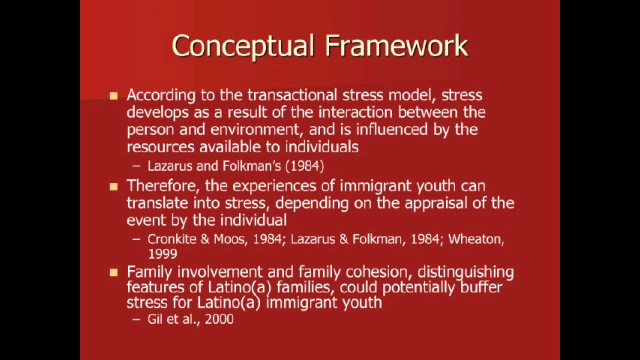 Conceptual Framework
■ According to the transactional stress model, stress
develops as a result of the interaction between the
person and environment, and is influenced by the
resources available to individuals
– Lazarus and Folkman's (1984)
■ Therefore, the experiences of immigrant youth can
translate into stress, depending on the appraisal of the
event by the individual
– Cronkite & Moos, 1984; Lazarus & Folkman, 1984; Wheaton,
1999
■ Family involvement and family cohesion, distinguishing
features of Latino(a) families, could potentially buffer
stress for Latino(a) immigrant youth
– Gil et al., 2000